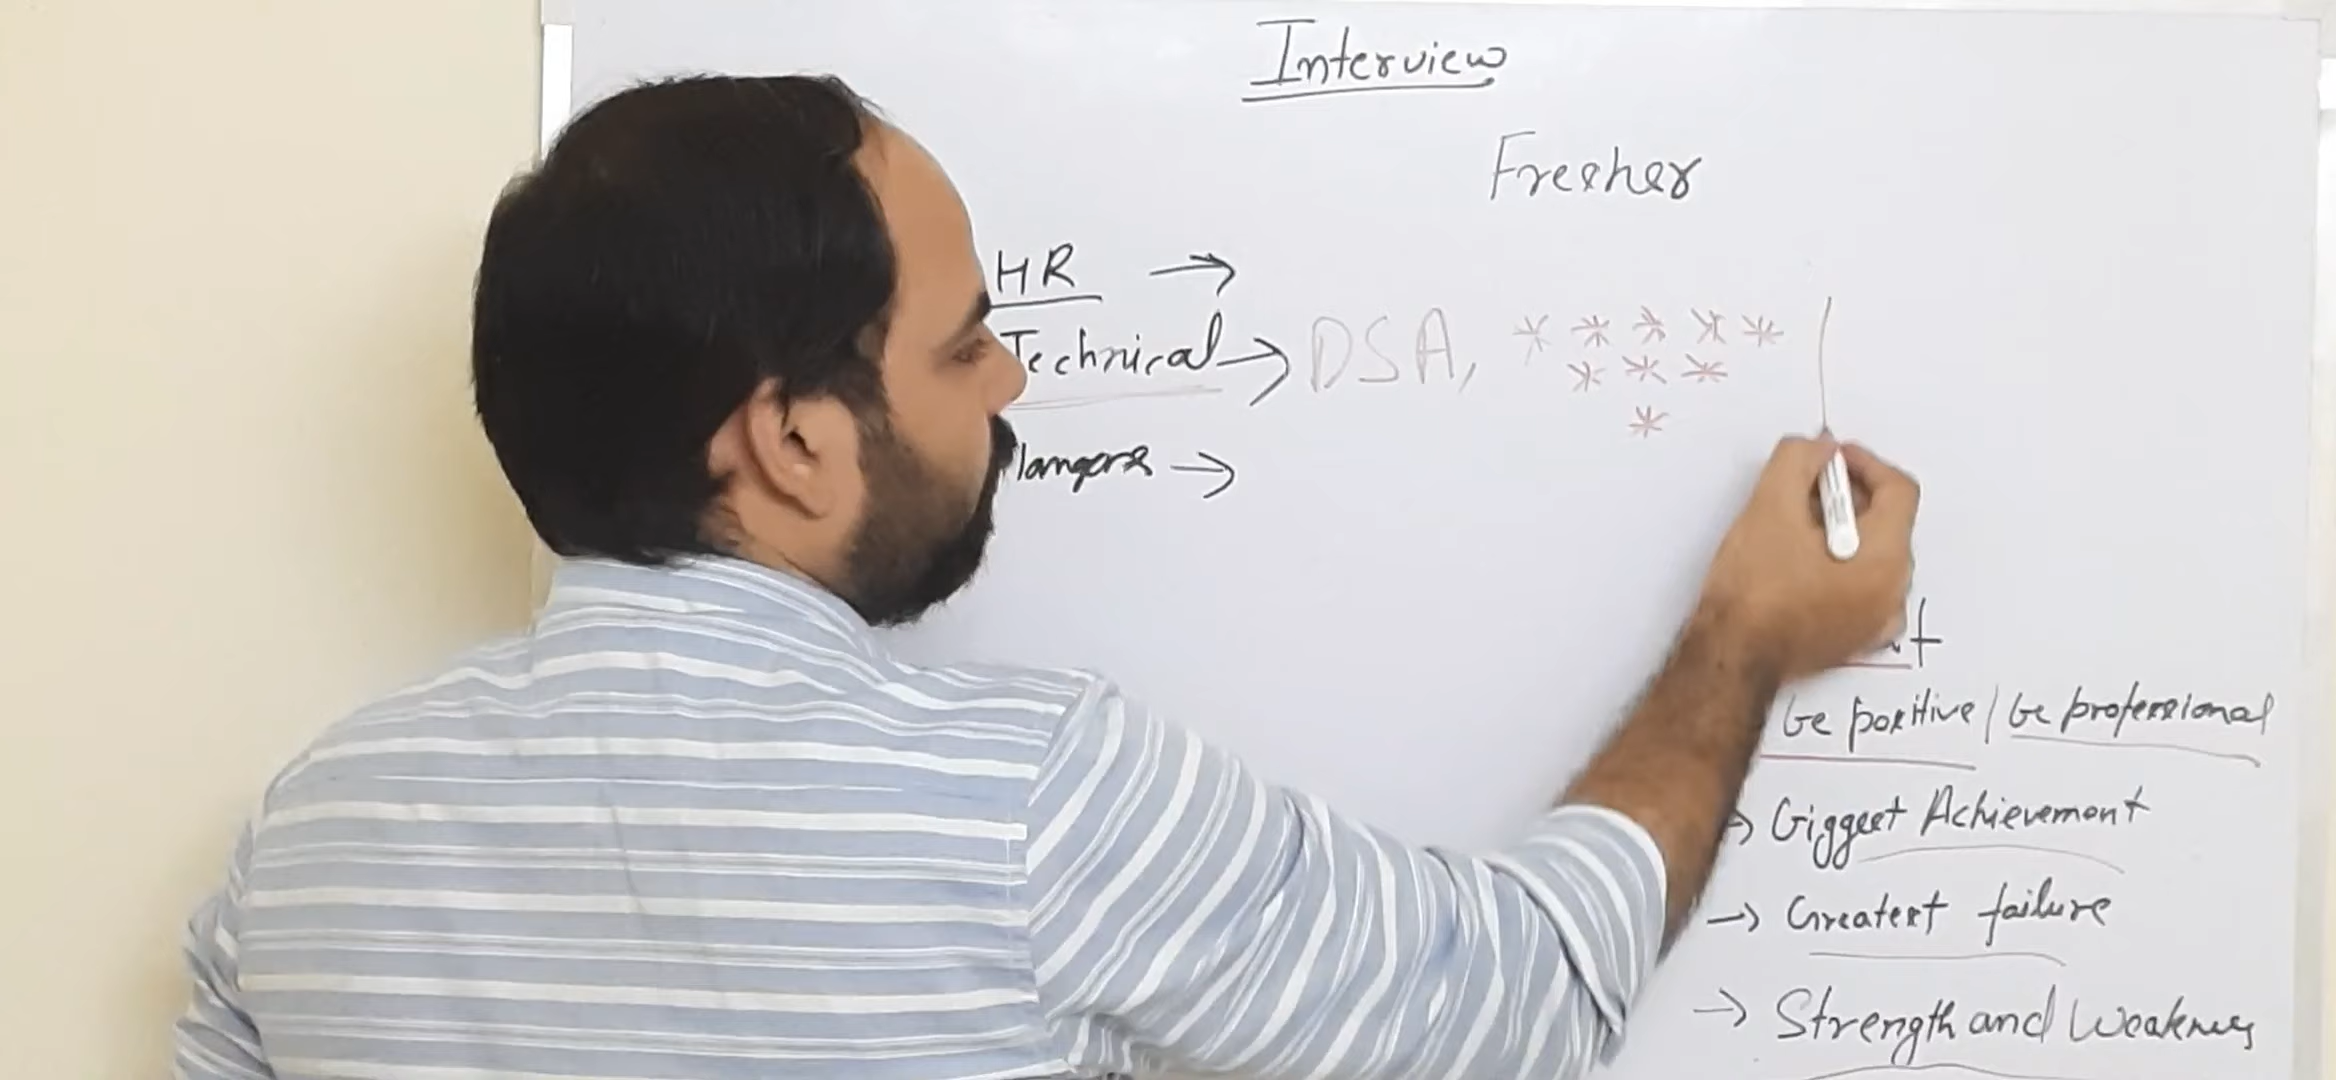 Interview
Fresher
HR →
Technical → DSA, * * * * *
* * *
*
→
be positive / be professional
→ Biggest Achievement
→ Greatest failure
→ Strength and Weakness